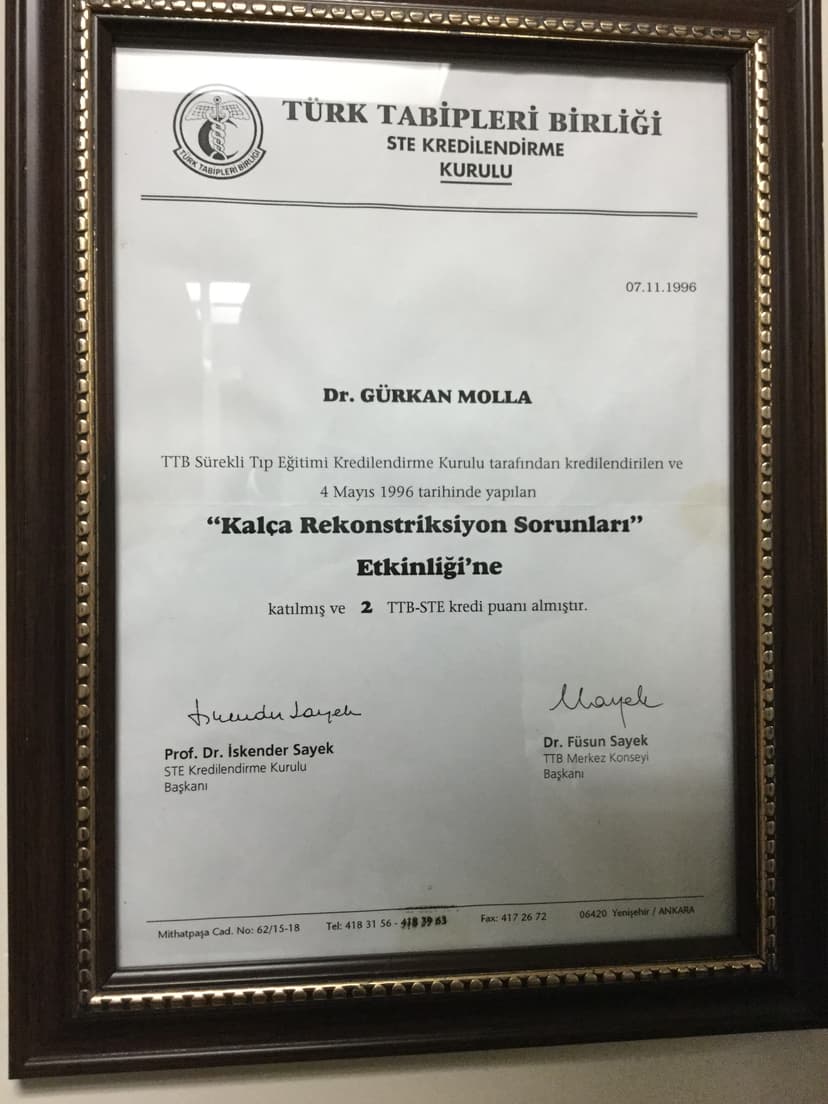 TÜRK TABİPLERİ BİRLİĞİ
TÜRK TABİPLERİ BİRLİĞİ
STE KREDİLENDİRME
KURULU
07.11.1996
Dr. GÜRKAN MOLLA
TTB Sürekli Tıp Eğitimi Kredilendirme Kurulu tarafından kredilendirilen ve
4 Mayıs 1996 tarihinde yapılan
“Kalça Rekonstriksiyon Sorunları”
Etkinliği’ne
katılmış ve 2 TTB-STE kredi puanı almıştır.
Prof. Dr. İskender Sayek
STE Kredilendirme Kurulu
Başkanı
Dr. Füsun Sayek
TTB Merkez Konseyi
Başkanı
Mithatpaşa Cad. No: 62/15-18 Tel: 418 31 56 - 418 39 63 Fax: 417 26 72 06420 Yenişehir / ANKARA